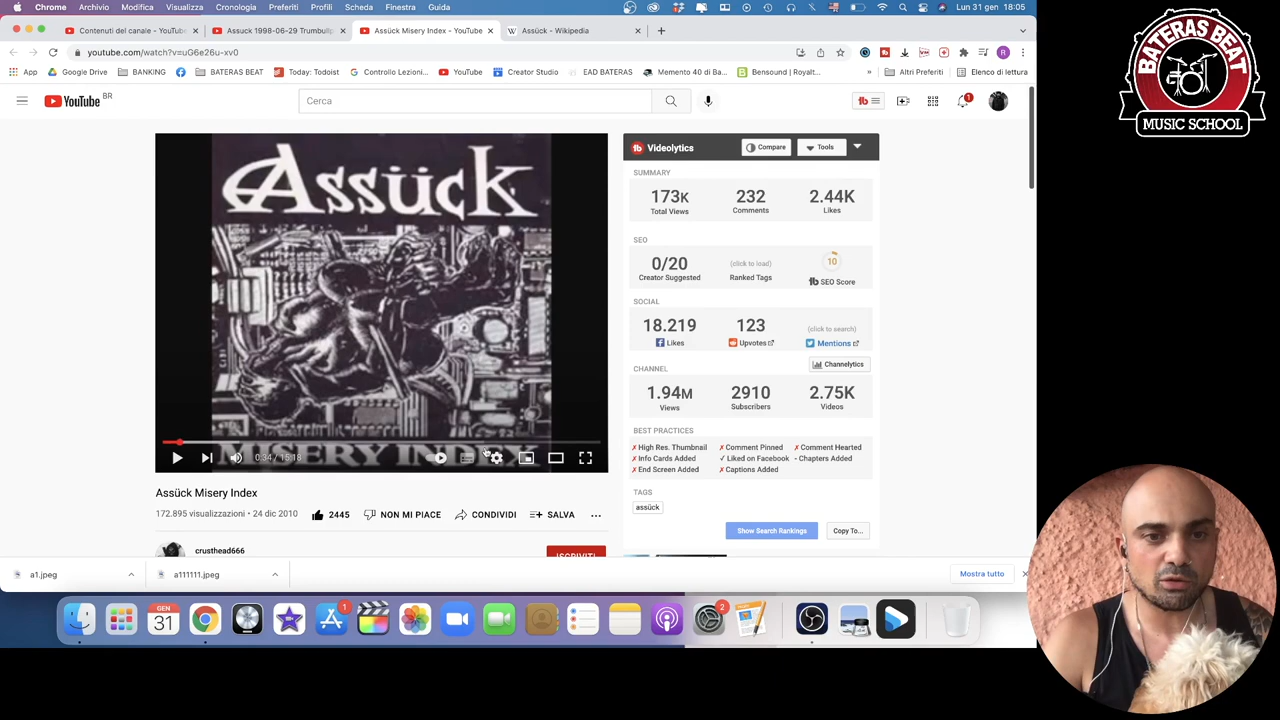 Chrome Archivio Modifica Visualizza Cronologia Preferiti Profili Scheda Finestra Guida
Lun 31 gen 18:05
Contenuti del canale - YouTube
Assuck 1998-06-29 Trumbullp
Assück Misery Index - YouTube
Assück - Wikipedia
youtube.com/watch?v=uG6e26u-xv0
App Google Drive BANKING BATERAS BEAT Today: Todoist Controllo Lezioni... YouTube Creator Studio EAD BATERAS Memento 40 di Ba... Bensound | Royalt... » Altri Preferiti Elenco di lettura
YouTube BR
Cerca
1
Assück
MISERY INDEX
0:34 / 15:18
Assück Misery Index
172.895 visualizzazioni • 24 dic 2010
2445 NON MI PIACE CONDIVIDI SALVA ...
crusthead666
ISCRIVITI
Videolytics Compare Tools
SUMMARY
173K 232 2.44K
Total Views Comments Likes
SEO
0/20 (click to load) 10
Creator Suggested Ranked Tags SEO Score
SOCIAL
18.219 123 (click to search)
Likes Upvotes Mentions
CHANNEL Channelytics
1.94M 2910 2.75K
Views Subscribers Videos
BEST PRACTICES
✗ High Res. Thumbnail ✗ Comment Pinned ✗ Comment Hearted
✗ Info Cards Added ✓ Liked on Facebook - Chapters Added
✗ End Screen Added ✗ Captions Added
TAGS
assück
Show Search Rankings Copy To...
a1.jpeg
a111111.jpeg
Mostra tutto
GEN
31
1
2
BATERAS BEAT
MUSIC SCHOOL